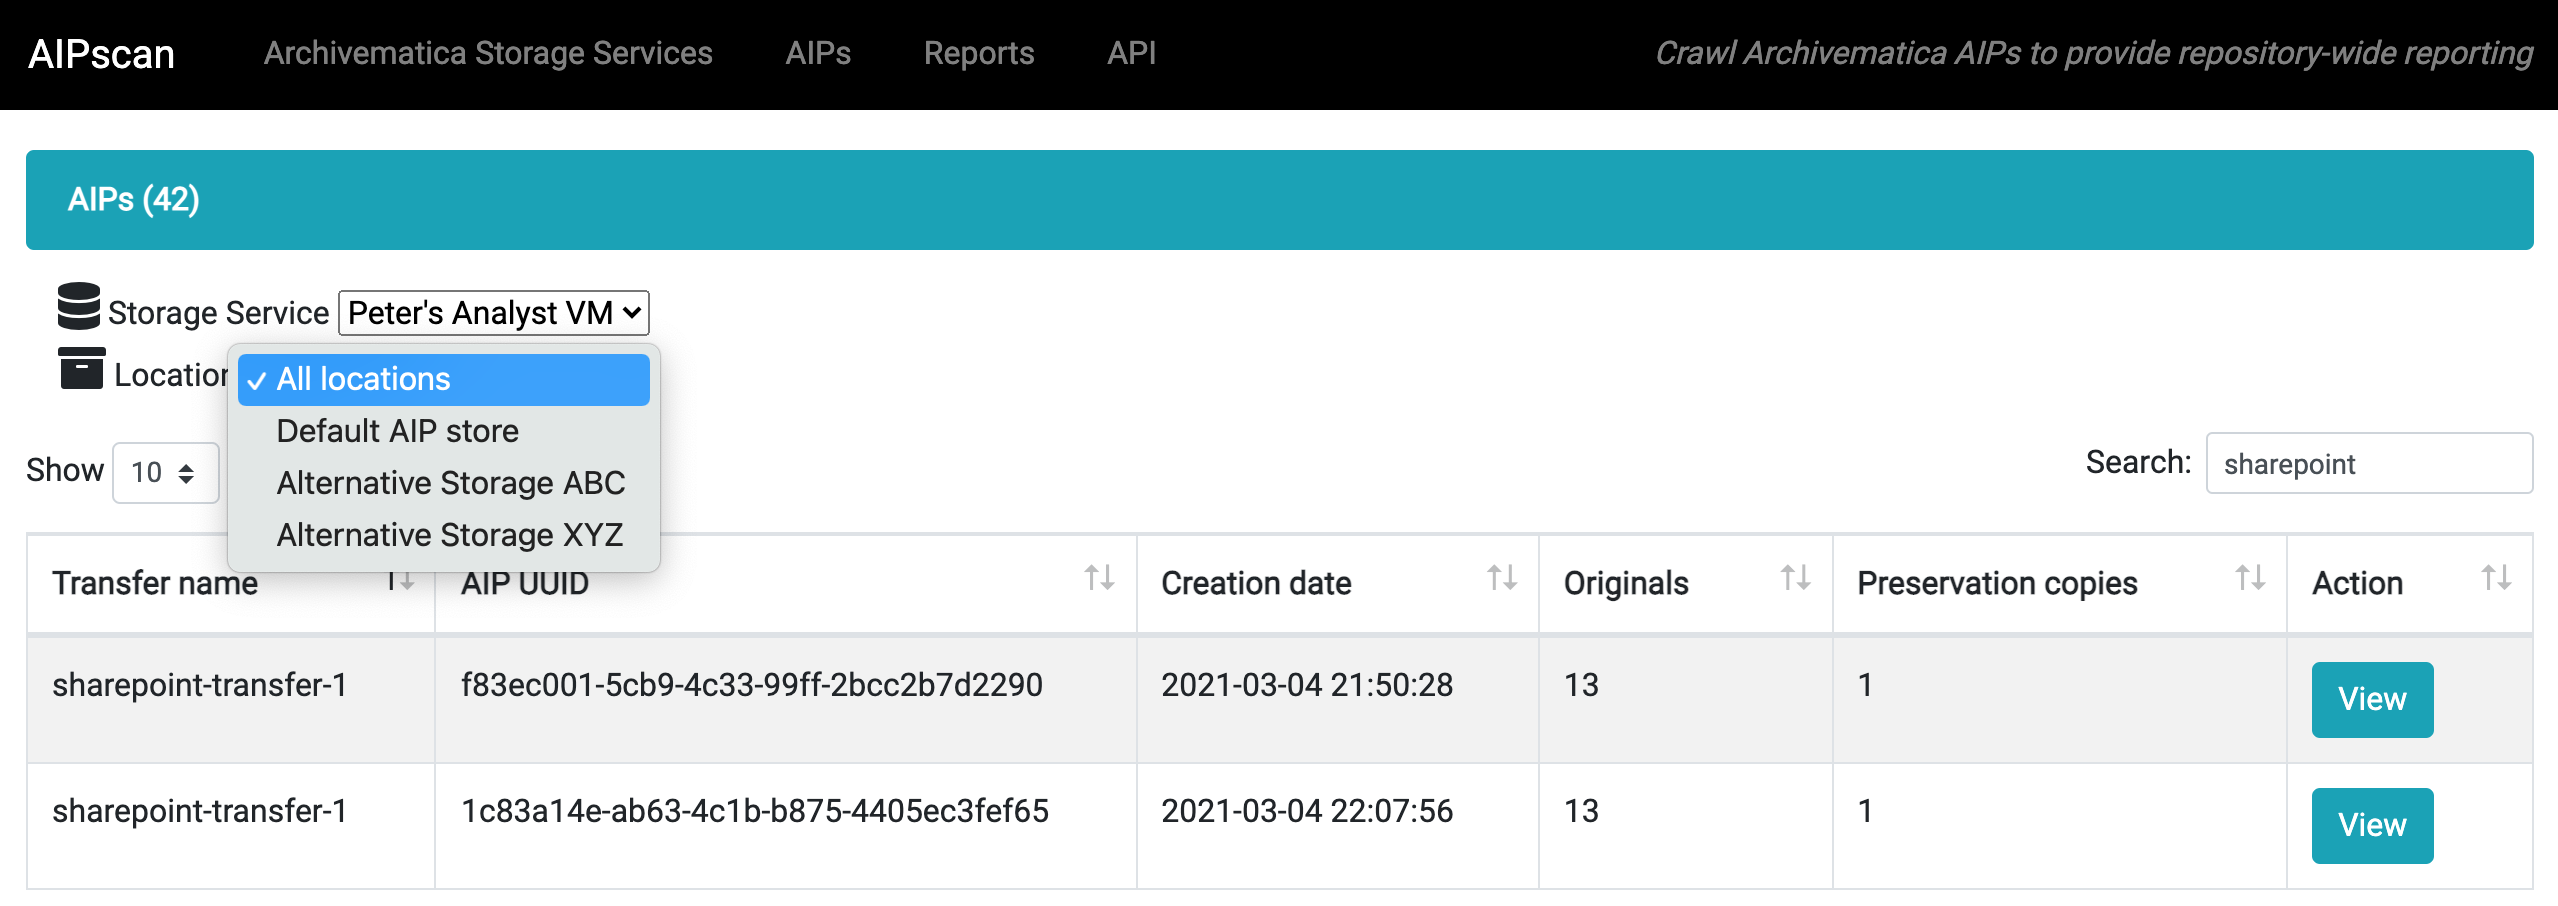 AIPscan Archivematica Storage Services AIPs Reports API Crawl Archivematica AIPs to provide repository-wide reporting
AIPs (42)
Storage Service Peter's Analyst VM
Location
✓ All locations
Default AIP store
Alternative Storage ABC
Alternative Storage XYZ
Show 10 Search: sharepoint
Transfer name AIP UUID Creation date Originals Preservation copies Action
sharepoint-transfer-1 f83ec001-5cb9-4c33-99ff-2bcc2b7d2290 2021-03-04 21:50:28 13 1 View
sharepoint-transfer-1 1c83a14e-ab63-4c1b-b875-4405ec3fef65 2021-03-04 22:07:56 13 1 View